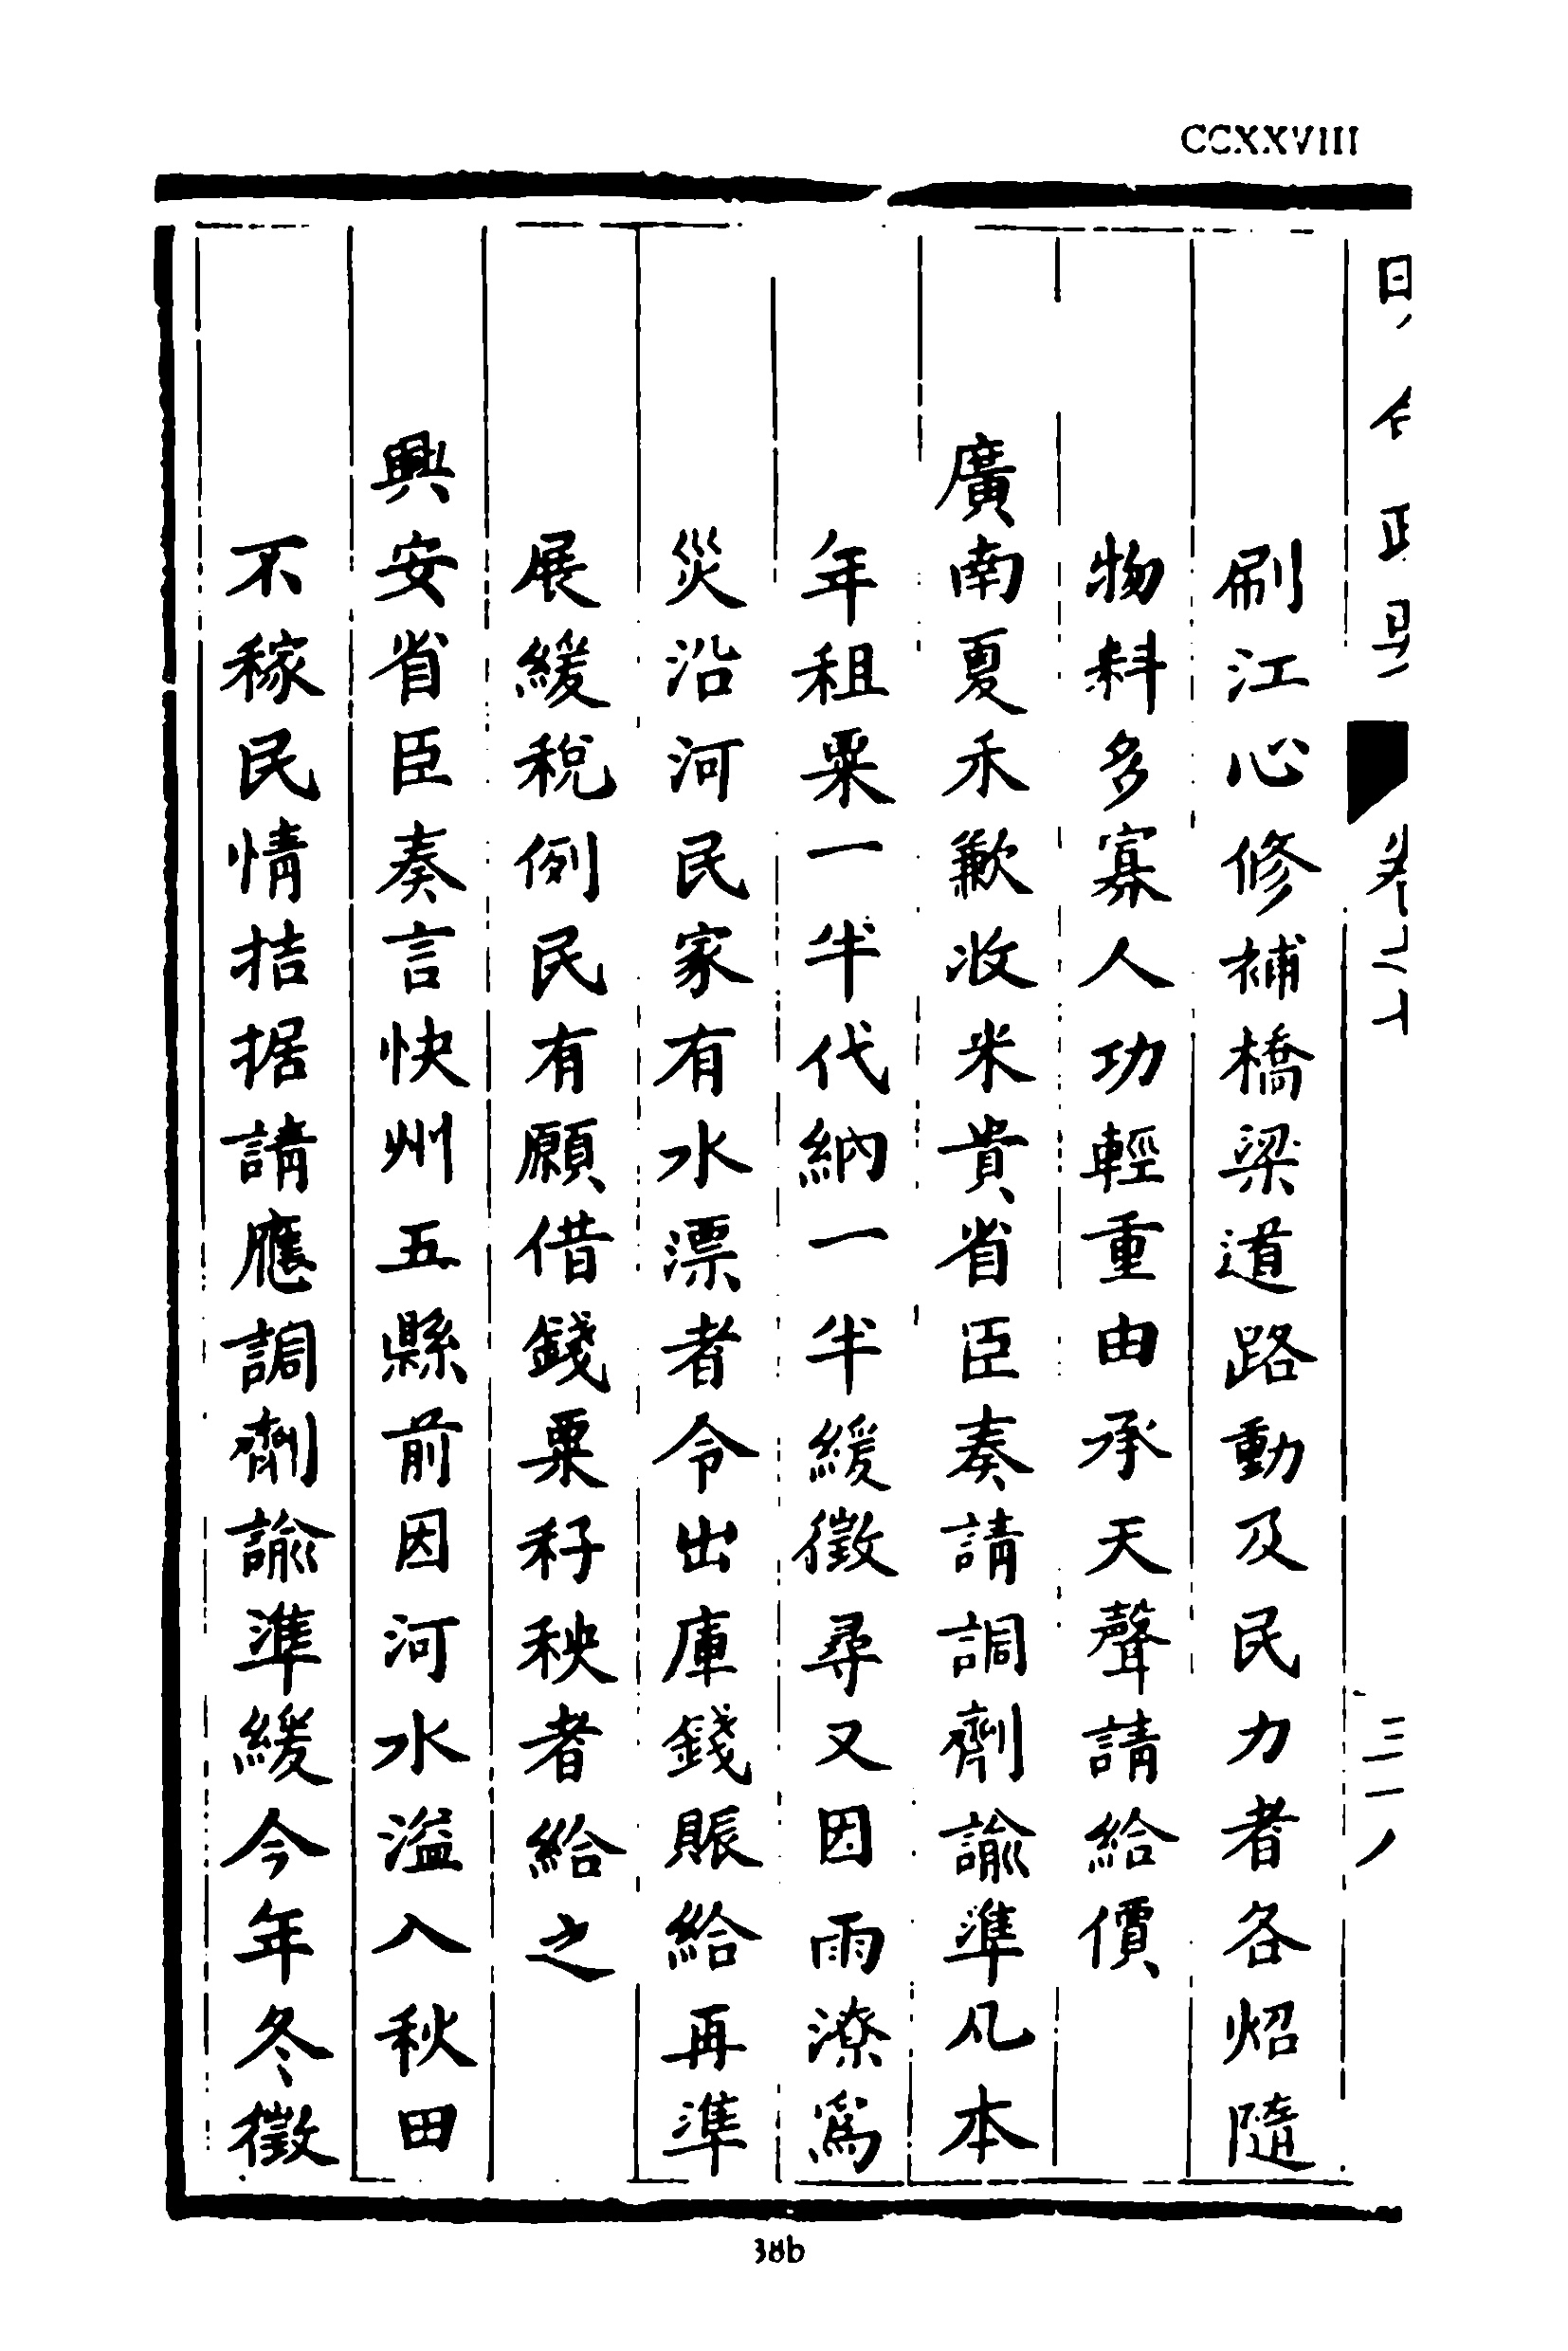 CCXXVIII
刷江心修補橋梁道路動及民力者各炤隨
物料多寡人功輕重由承天聲請給價
廣南夏禾歉收米貴省臣奏請調劑諭準凡本
年租粟一半代納一半緩徵尋又因雨潦爲
災沿河民家有水漂者令出庫錢賑給再準
展緩稅例民有願借錢粟秄秧者給之
興安省臣奏言快州五縣前因河水溢入秋田
不稼民情拮据請應調劑諭準緩今年冬徵
38b